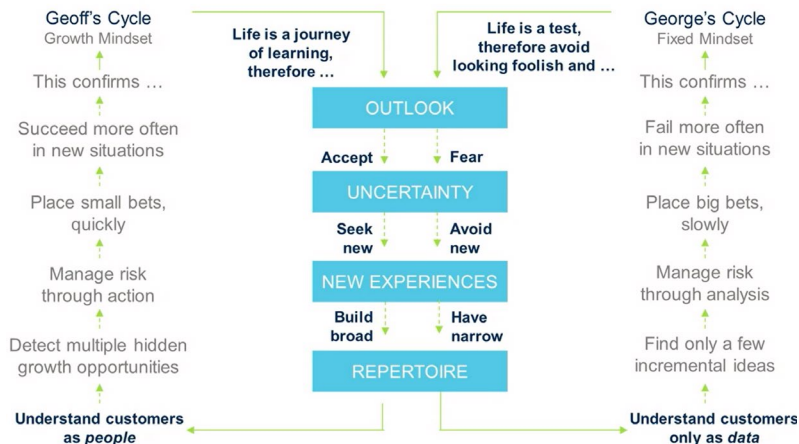 Geoff's Cycle
Growth Mindset
This confirms …
Succeed more often
in new situations
Place small bets,
quickly
Manage risk
through action
Detect multiple hidden
growth opportunities
Understand customers
as people
Life is a journey
of learning,
therefore …
Life is a test,
therefore avoid
looking foolish and …
OUTLOOK
Accept
Fear
UNCERTAINTY
Seek
new
Avoid
new
NEW EXPERIENCES
Build
broad
Have
narrow
REPERTOIRE
George's Cycle
Fixed Mindset
This confirms …
Fail more often
in new situations
Place big bets,
slowly
Manage risk
through analysis
Find only a few
incremental ideas
Understand customers
only as data